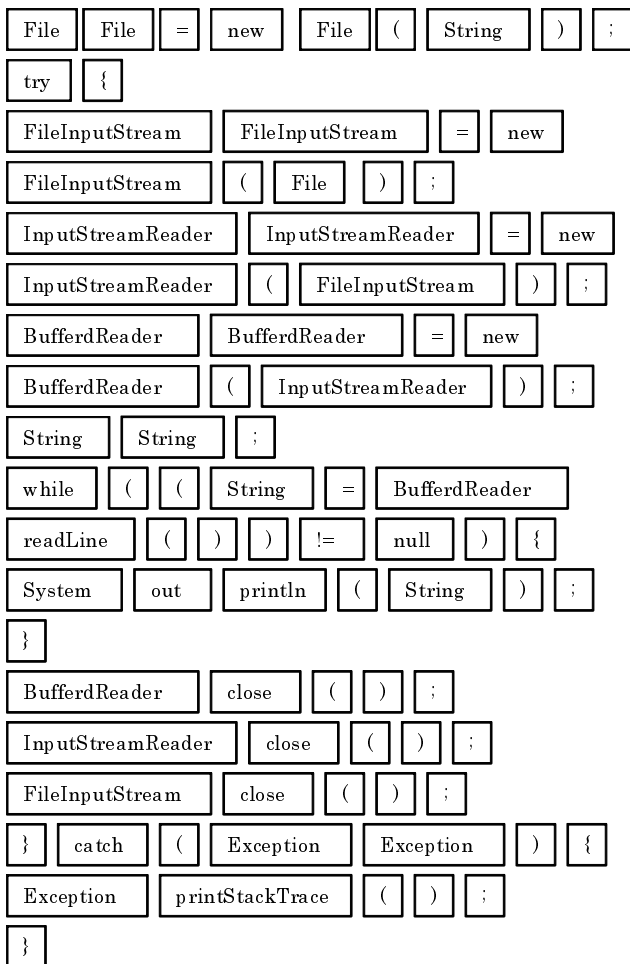 File File = new File ( String ) ;
try {
FileInputStream FileInputStream = new
FileInputStream ( File ) ;
InputStreamReader InputStreamReader = new
InputStreamReader ( FileInputStream ) ;
BufferdReader BufferdReader = new
BufferdReader ( InputStreamReader ) ;
String String ;
while ( ( String = BufferdReader
readLine ( ) ) != null ) {
System out println ( String ) ;
}
BufferdReader close ( ) ;
InputStreamReader close ( ) ;
FileInputStream close ( ) ;
} catch ( Exception Exception ) {
Exception printStackTrace ( ) ;
}